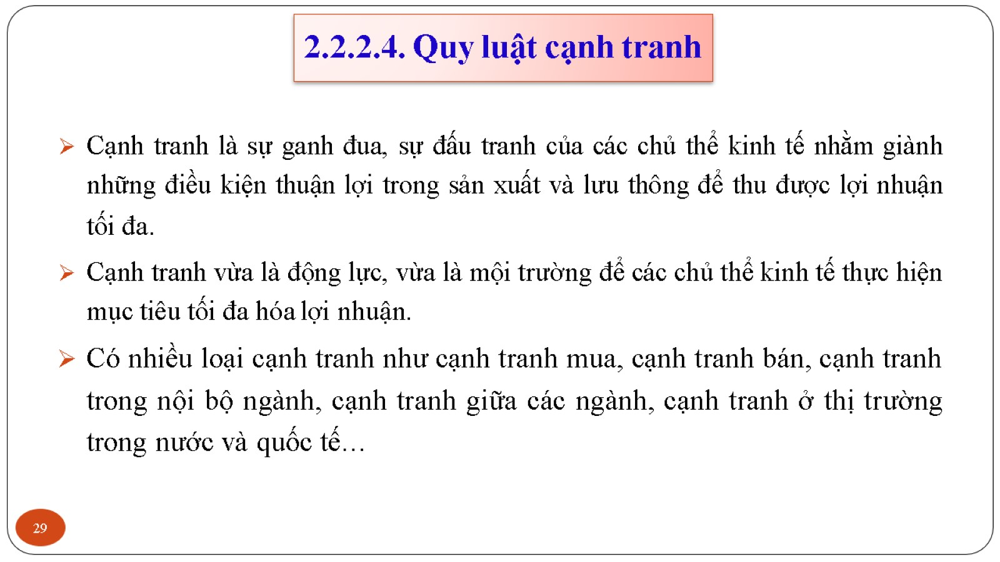 2.2.2.4. Quy luật cạnh tranh
Cạnh tranh là sự ganh đua, sự đấu tranh của các chủ thể kinh tế nhằm giành
những điều kiện thuận lợi trong sản xuất và lưu thông để thu được lợi nhuận
tối đa.
Cạnh tranh vừa là động lực, vừa là mội trường để các chủ thể kinh tế thực hiện
mục tiêu tối đa hóa lợi nhuận.
Có nhiều loại cạnh tranh như cạnh tranh mua, cạnh tranh bán, cạnh tranh
trong nội bộ ngành, cạnh tranh giữa các ngành, cạnh tranh ở thị trường
trong nước và quốc tế…
29